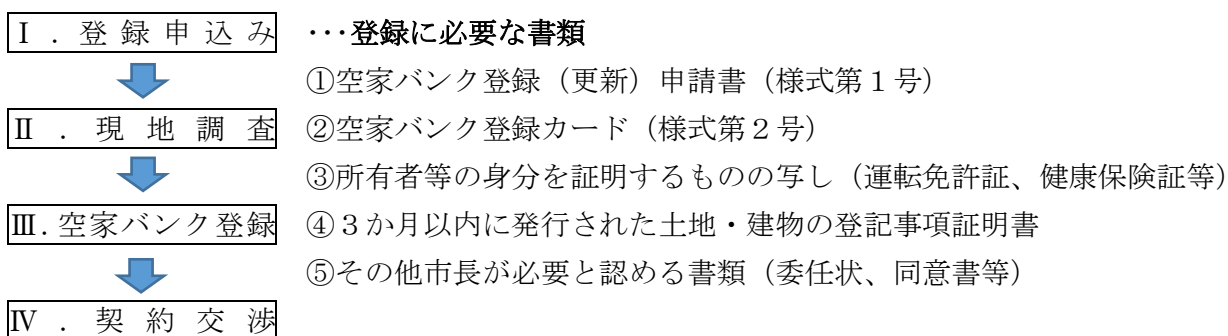 Ⅰ．登録申込み　･･･登録に必要な書類
①空家バンク登録（更新）申請書（様式第１号）
Ⅱ．現地調査　②空家バンク登録カード（様式第２号）
③所有者等の身分を証明するものの写し（運転免許証、健康保険証等）
Ⅲ.空家バンク登録　④３か月以内に発行された土地・建物の登記事項証明書
⑤その他市長が必要と認める書類（委任状、同意書等）
Ⅳ．契約交渉